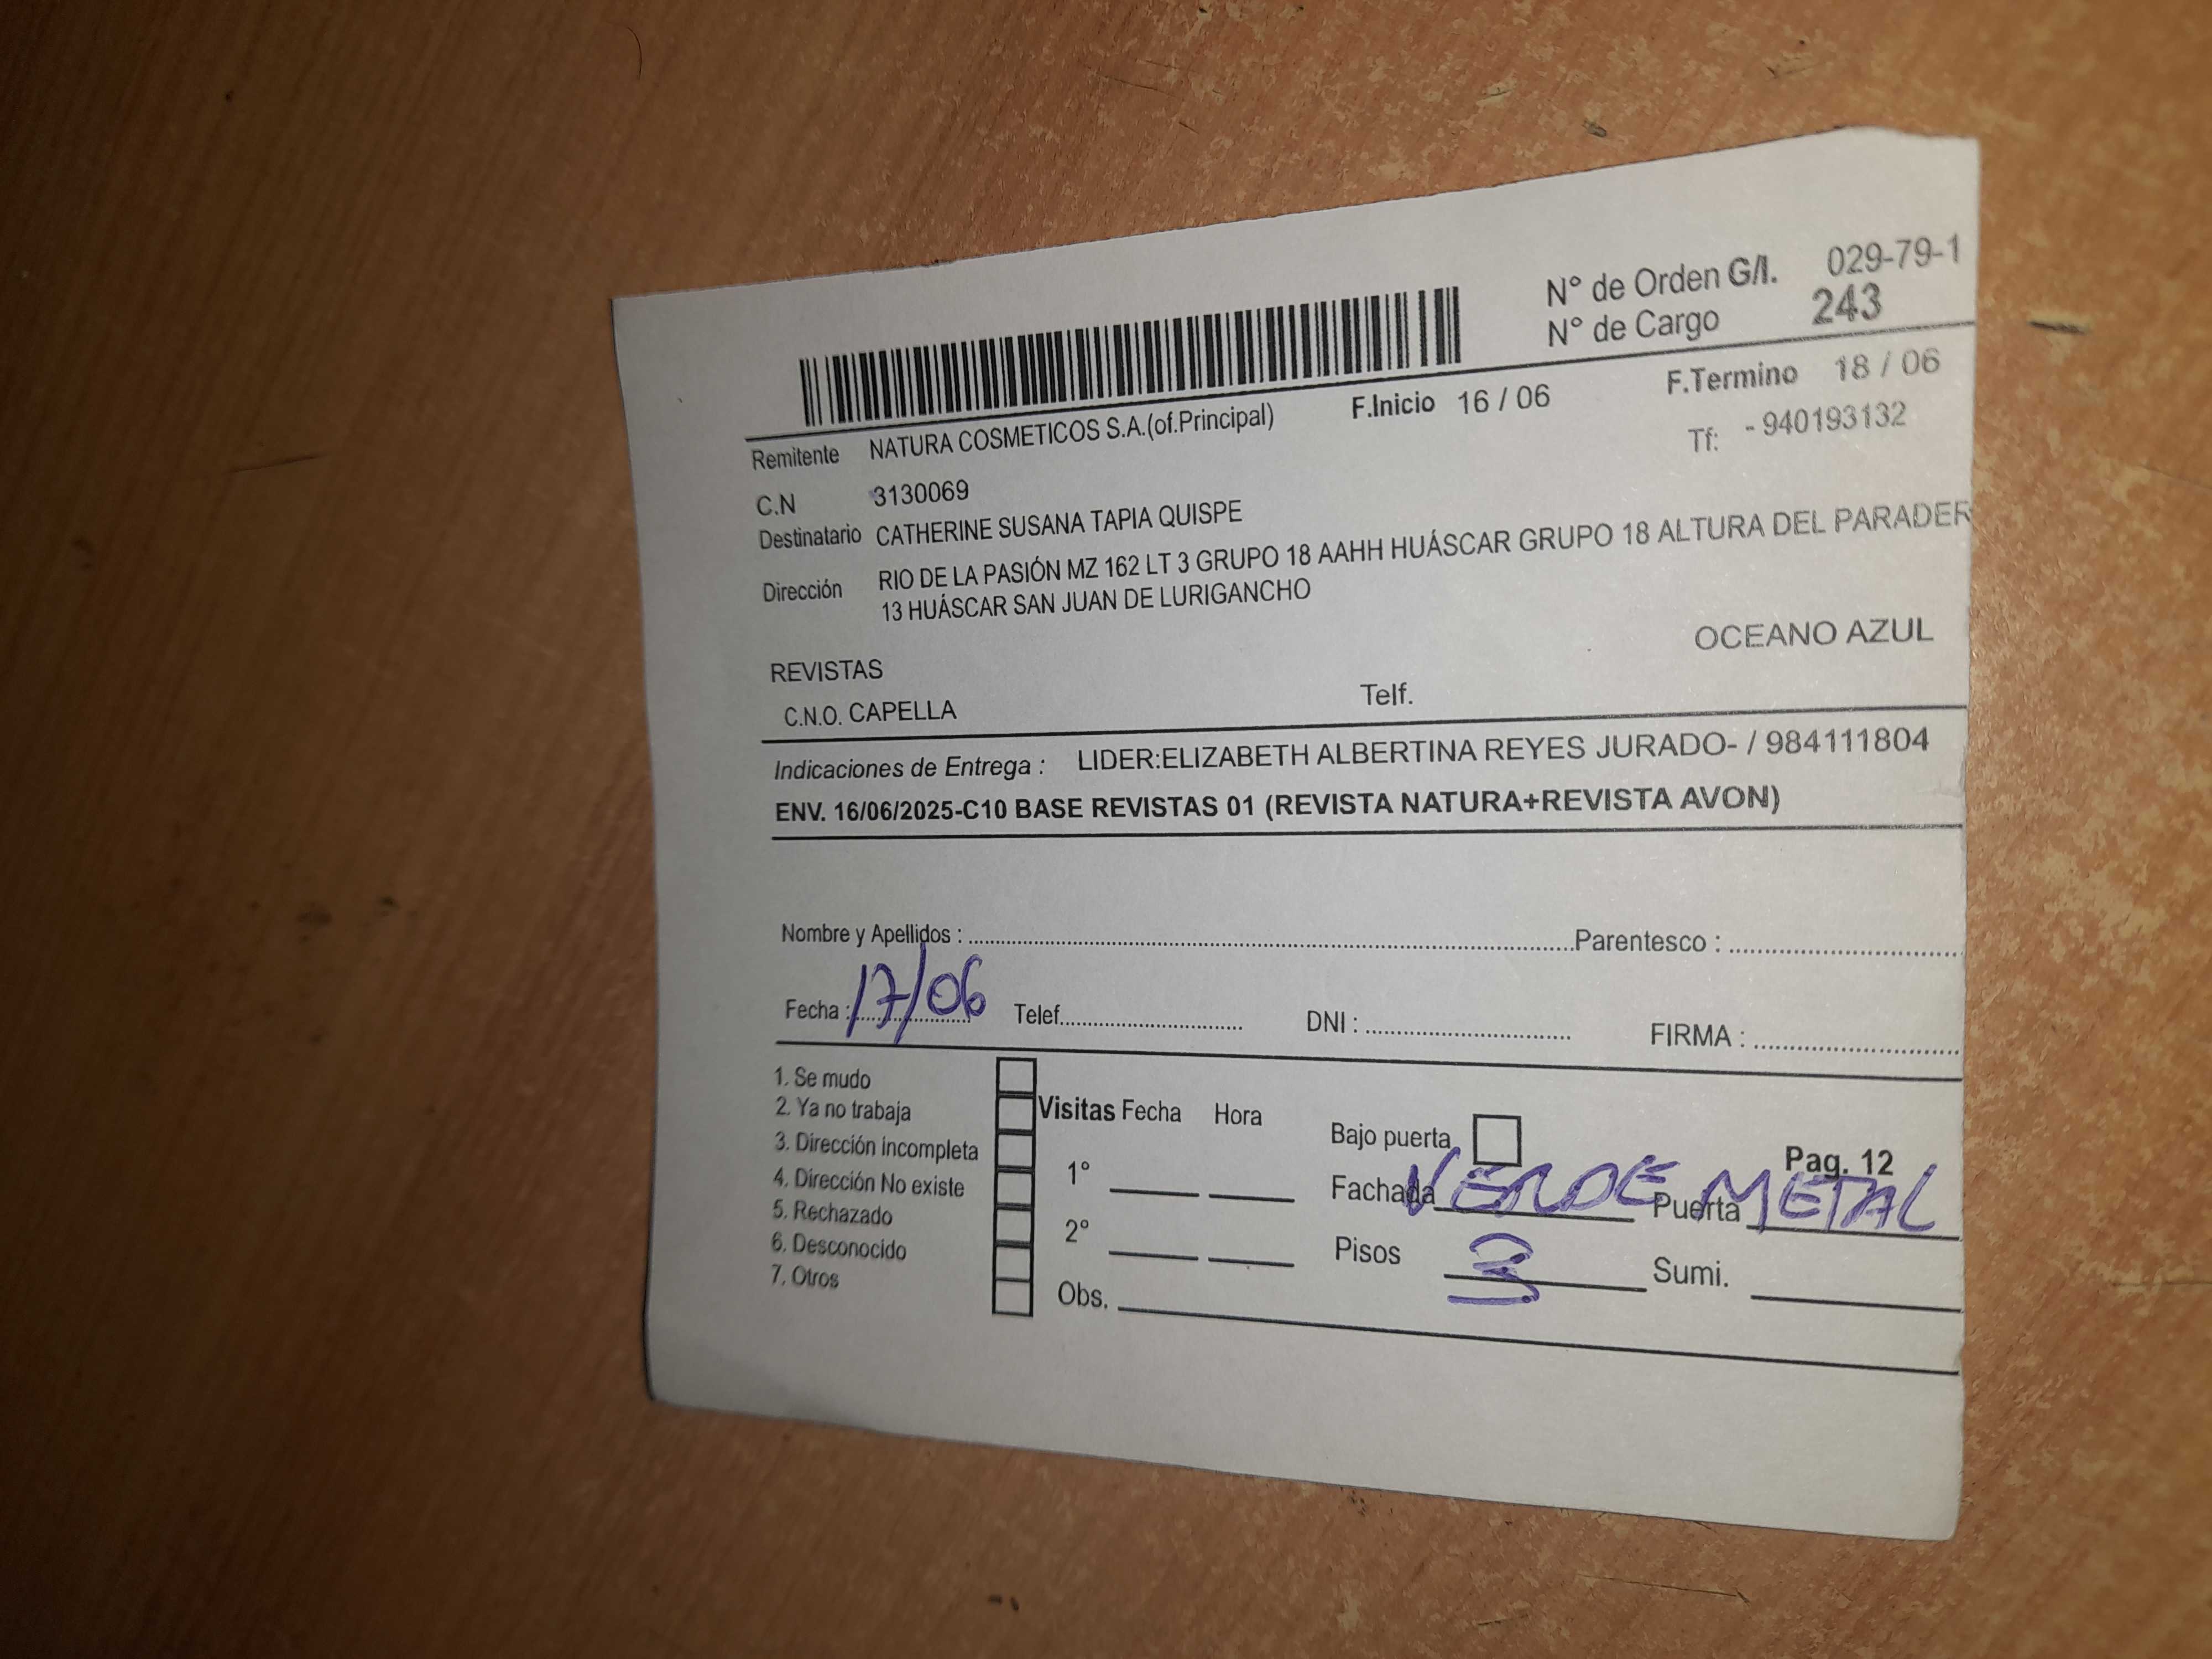 N° de Orden G/I. 029-79-1
N° de Cargo 243
F.Inicio 16 / 06 F.Termino 18 / 06
Remitente NATURA COSMETICOS S.A.(of.Principal) Tf: - 940193132
C.N 3130069
Destinatario CATHERINE SUSANA TAPIA QUISPE
Dirección RIO DE LA PASIÓN MZ 162 LT 3 GRUPO 18 AAHH HUÁSCAR GRUPO 18 ALTURA DEL PARADER
13 HUÁSCAR SAN JUAN DE LURIGANCHO
OCEANO AZUL
REVISTAS
C.N.O. CAPELLA Telf.
Indicaciones de Entrega : LIDER:ELIZABETH ALBERTINA REYES JURADO- / 984111804
ENV. 16/06/2025-C10 BASE REVISTAS 01 (REVISTA NATURA+REVISTA AVON)
Nombre y Apellidos : Parentesco :
Fecha : 17/06 Telef. DNI : FIRMA :
1. Se mudo
2. Ya no trabaja
3. Dirección incompleta
4. Dirección No existe
5. Rechazado
6. Desconocido
7. Otros
Visitas Fecha Hora
1°
2°
Obs.
Bajo puerta Pag. 12
Fachada VERDE Puerta METAL
Pisos 3 Sumi.